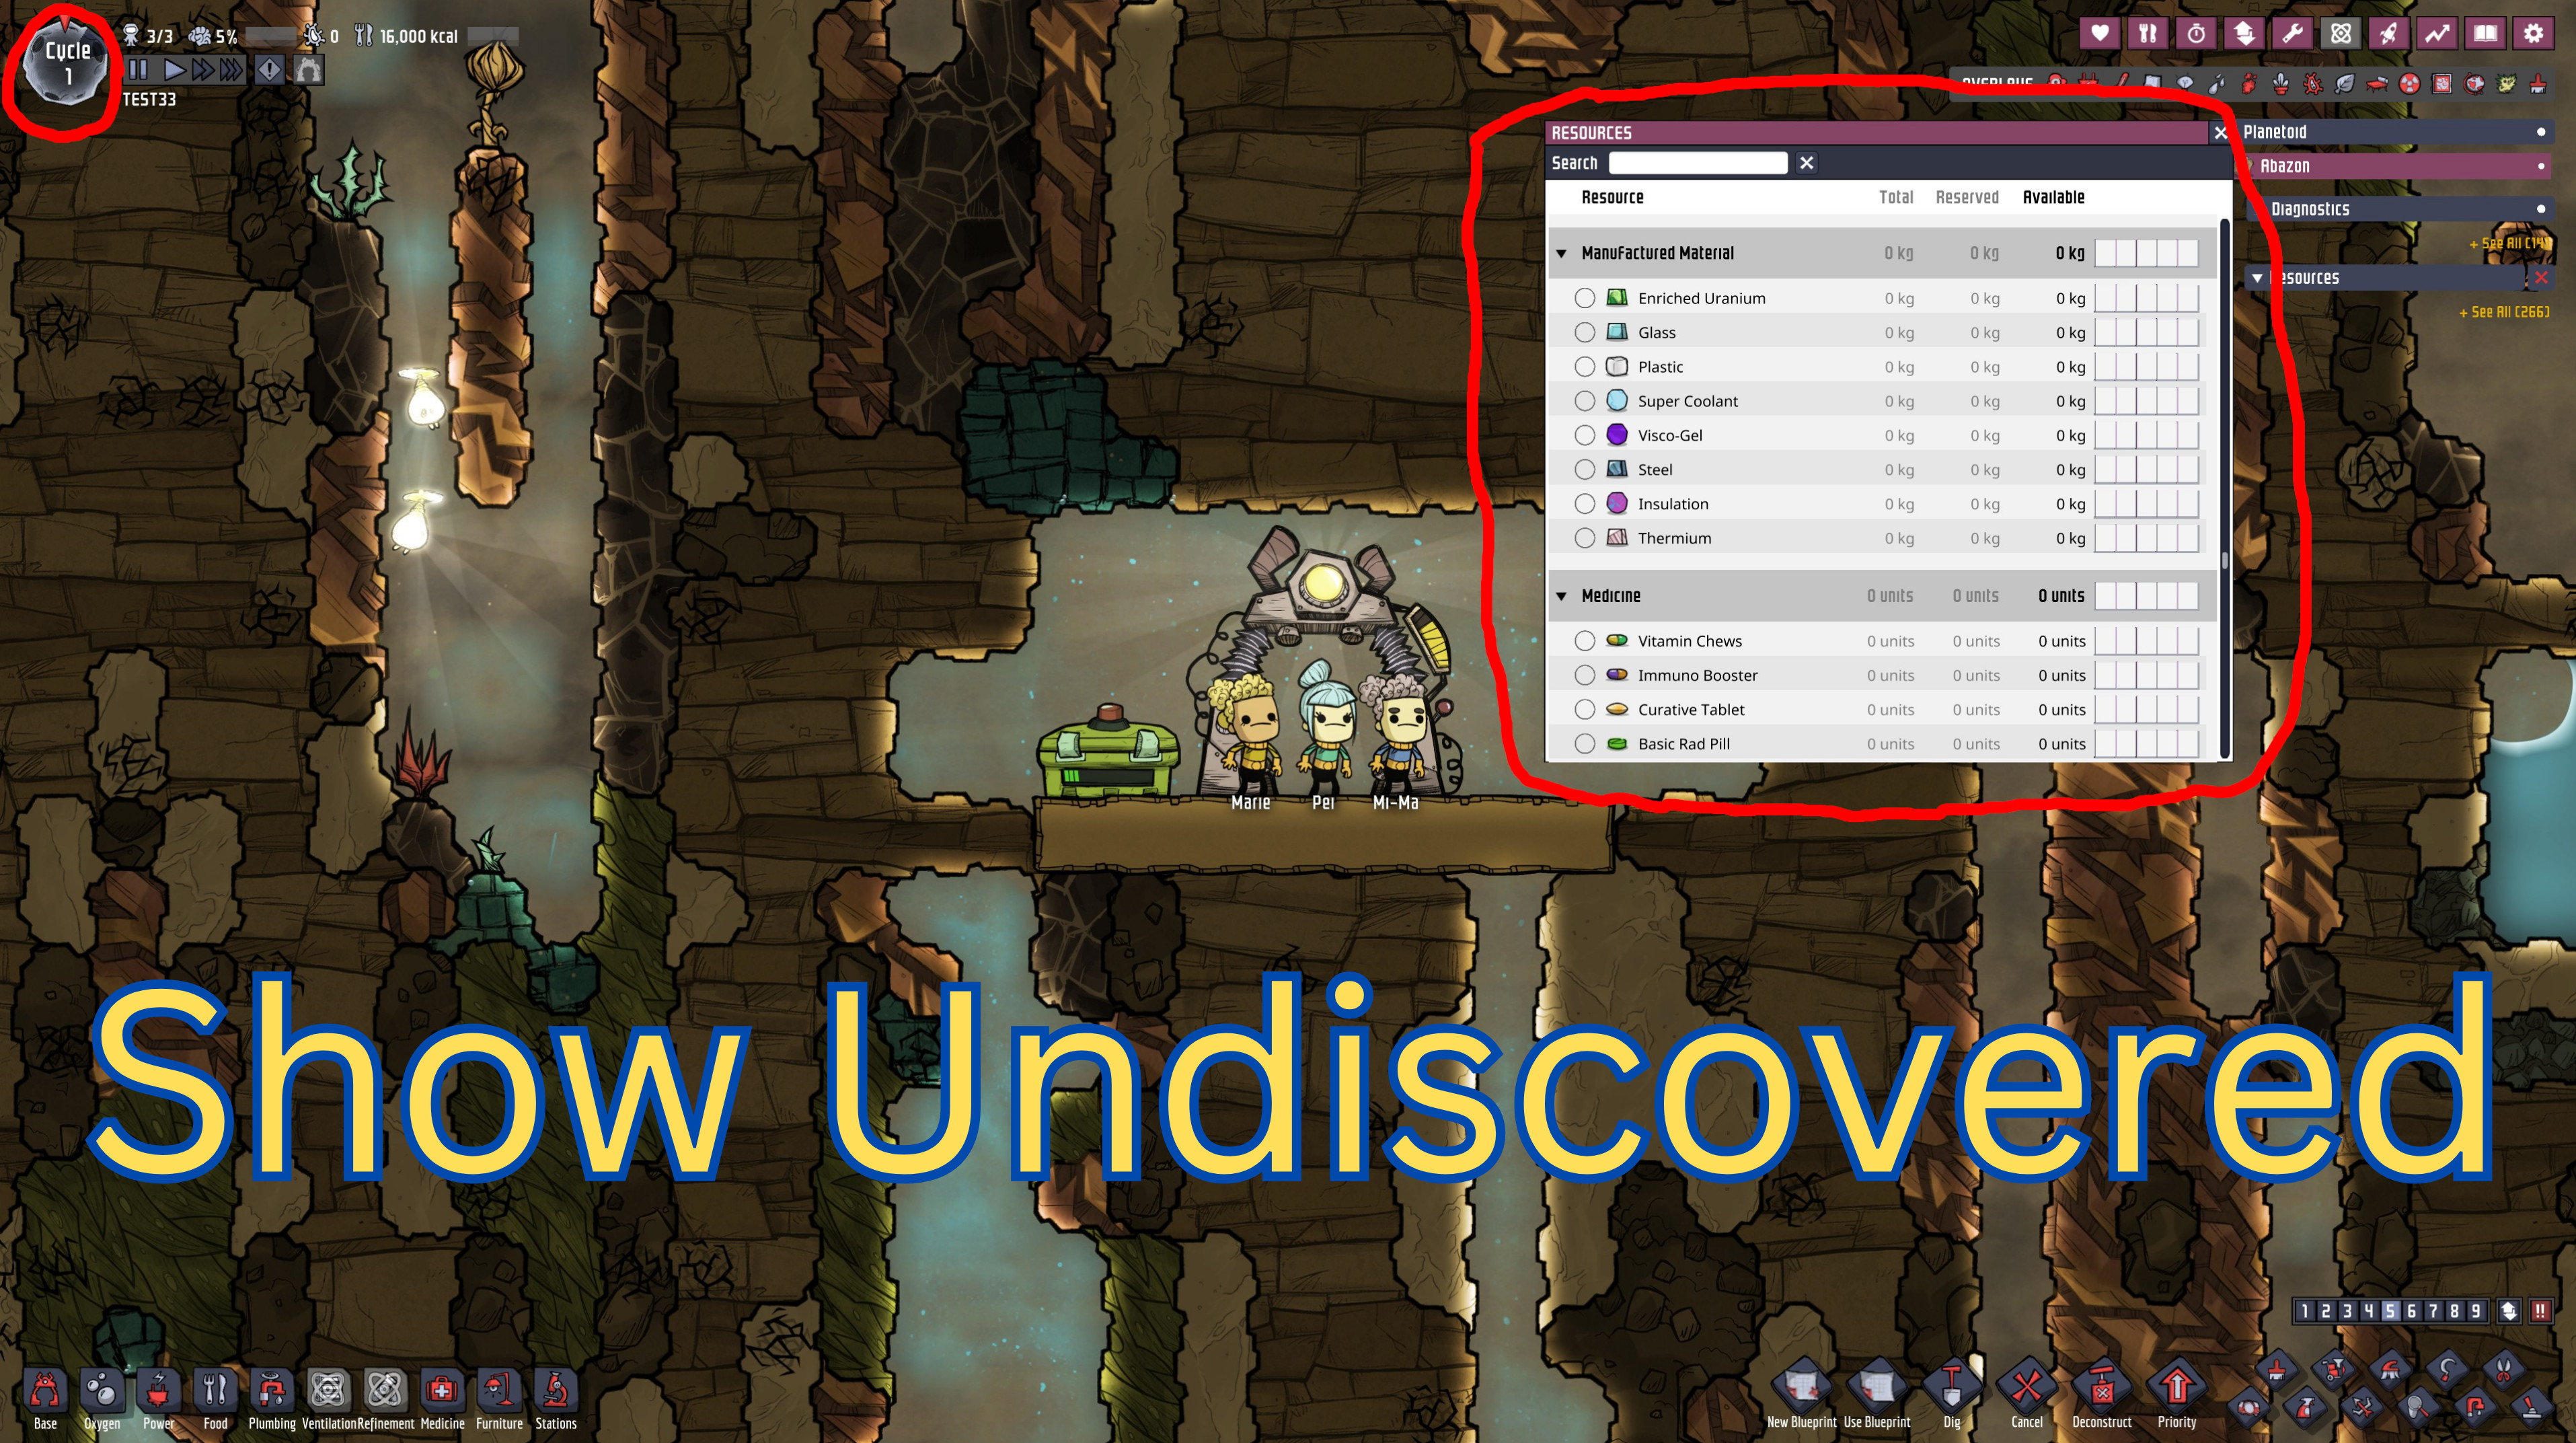 Cycle
1
3/3 5% 0 16,000 kcal
TEST33
OVERLAYS
RESOURCES
Search
Resource Total Reserved Available
Manufactured Material 0 kg 0 kg 0 kg
Enriched Uranium 0 kg 0 kg 0 kg
Glass 0 kg 0 kg 0 kg
Plastic 0 kg 0 kg 0 kg
Super Coolant 0 kg 0 kg 0 kg
Visco-Gel 0 kg 0 kg 0 kg
Steel 0 kg 0 kg 0 kg
Insulation 0 kg 0 kg 0 kg
Thermium 0 kg 0 kg 0 kg
Medicine 0 units 0 units 0 units
Vitamin Chews 0 units 0 units 0 units
Immuno Booster 0 units 0 units 0 units
Curative Tablet 0 units 0 units 0 units
Basic Rad Pill 0 units 0 units 0 units
Planetoid
Abazon
Diagnostics
+ See All (14)
Resources
+ See All (266)
Marie Pei Mi-Ma
Show Undiscovered
1 2 3 4 5 6 7 8 9 !!
Base Oxygen Power Food Plumbing Ventilation Refinement Medicine Furniture Stations
New Blueprint Use Blueprint Dig Cancel Deconstruct Priority